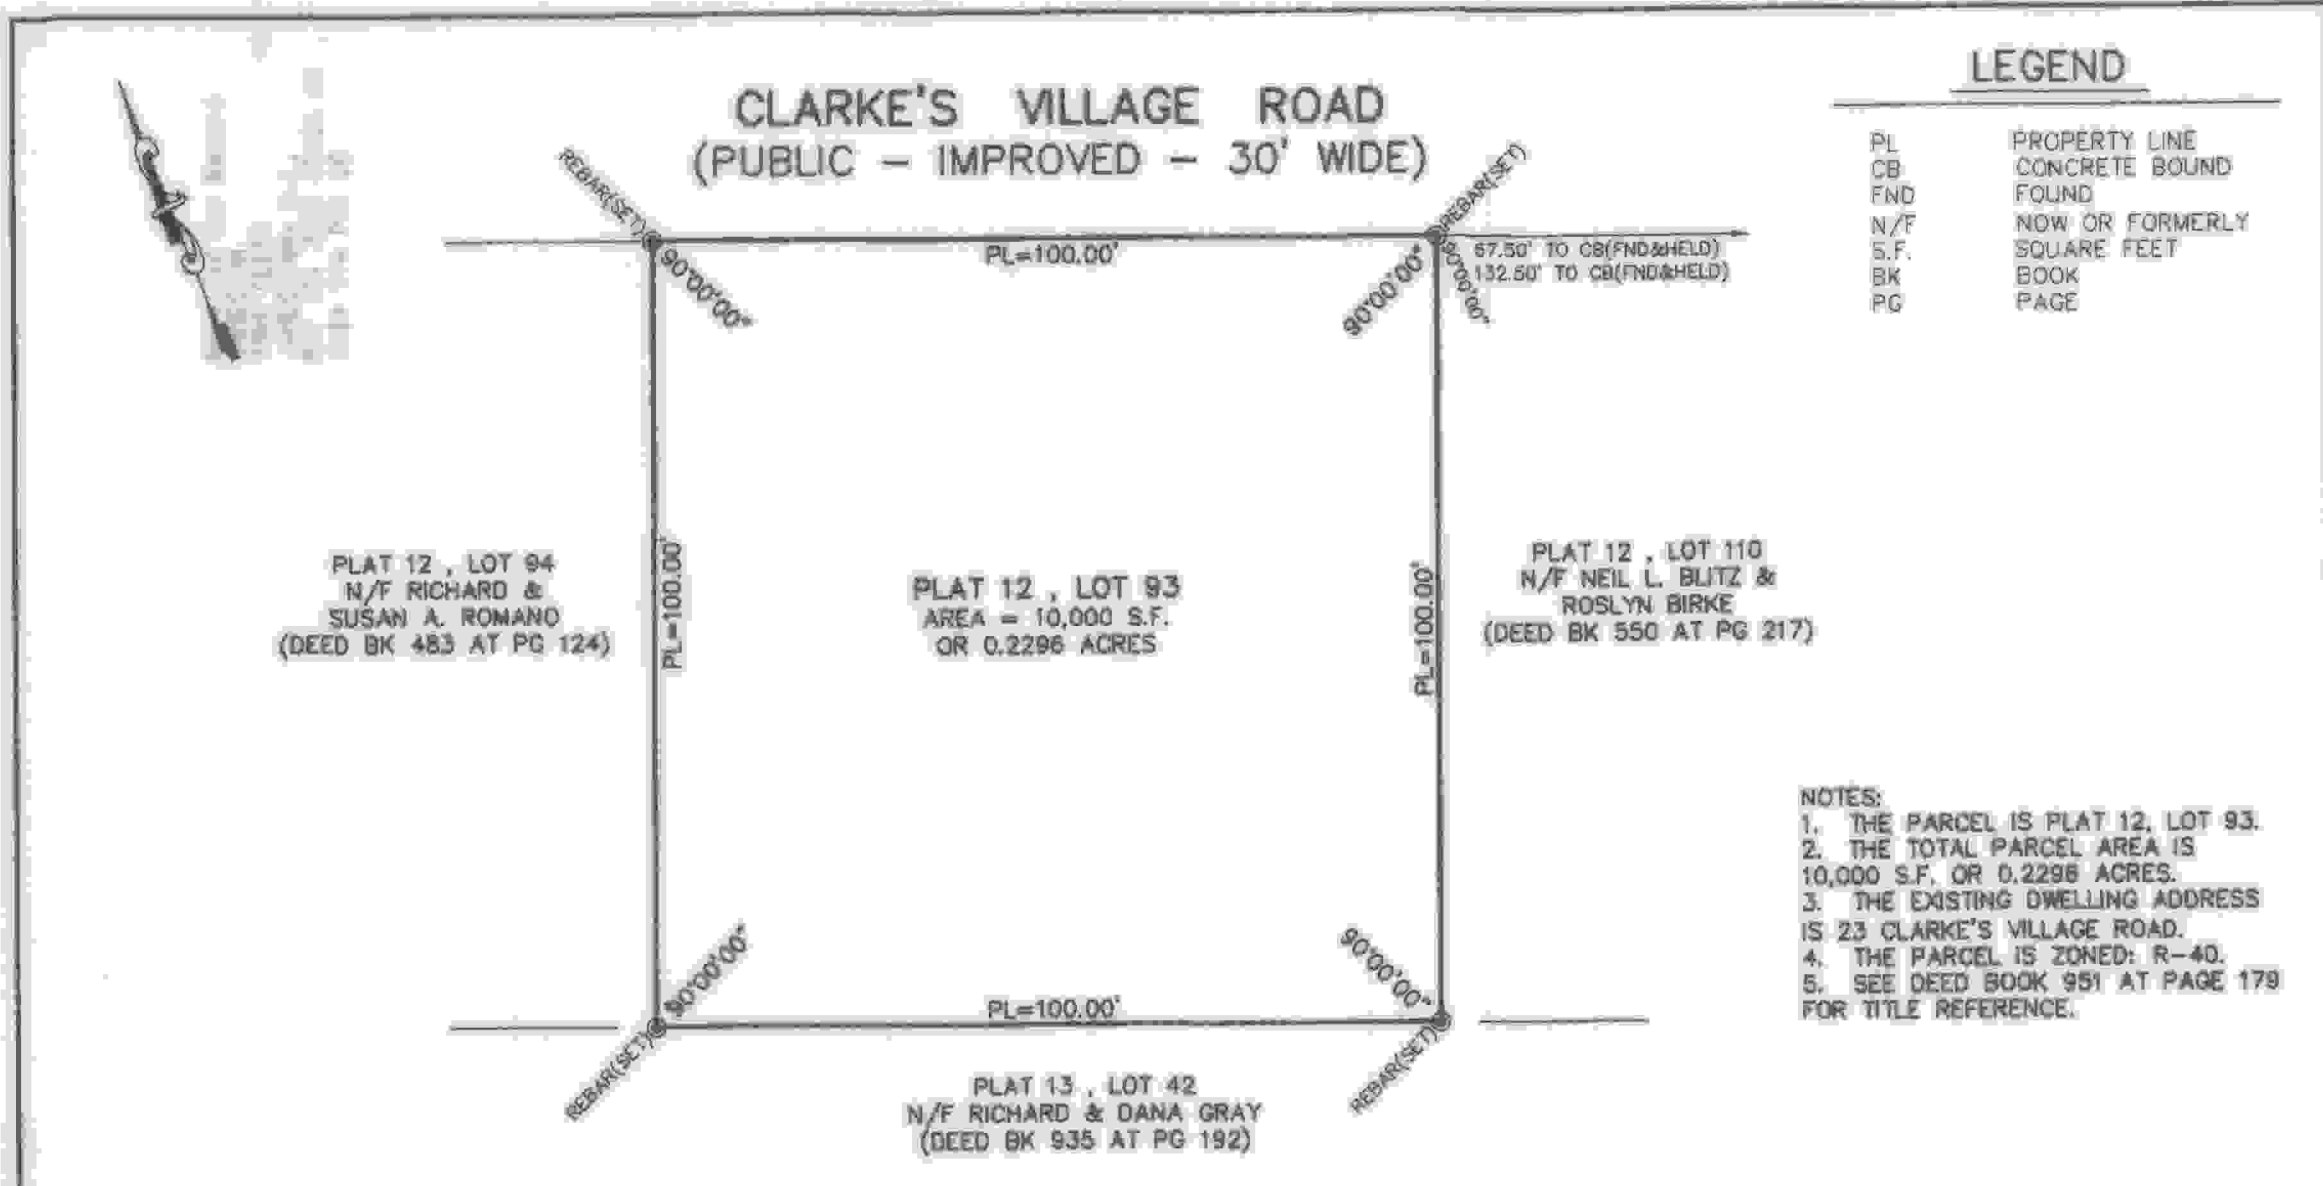 CLARKE'S VILLAGE ROAD
(PUBLIC - IMPROVED - 30' WIDE)
LEGEND
PL PROPERTY LINE
CB CONCRETE BOUND
FND FOUND
N/F NOW OR FORMERLY
S.F. SQUARE FEET
BK BOOK
PG PAGE
REBAR(SET)
REBAR(SET)
PL=100.00'
67.50' TO CB(FND&HELD)
132.50' TO CB(FND&HELD)
90°00'00"
90°00'00"
90°00'00"
PLAT 12 , LOT 94
N/F RICHARD &
SUSAN A. ROMANO
(DEED BK 483 AT PG 124)
PL=100.00'
PLAT 12 , LOT 93
AREA = 10,000 S.F.
OR 0.2296 ACRES
PL=100.00'
PLAT 12 , LOT 110
N/F NEIL L. BLITZ &
ROSLYN BIRKE
(DEED BK 550 AT PG 217)
NOTES:
1. THE PARCEL IS PLAT 12, LOT 93.
2. THE TOTAL PARCEL AREA IS
10,000 S.F. OR 0.2296 ACRES.
3. THE EXISTING DWELLING ADDRESS
IS 23 CLARKE'S VILLAGE ROAD.
4. THE PARCEL IS ZONED: R-40.
5. SEE DEED BOOK 951 AT PAGE 179
FOR TITLE REFERENCE.
90°00'00"
90°00'00"
PL=100.00'
REBAR(SET)
REBAR(SET)
PLAT 13 , LOT 42
N/F RICHARD & DANA GRAY
(DEED BK 935 AT PG 192)